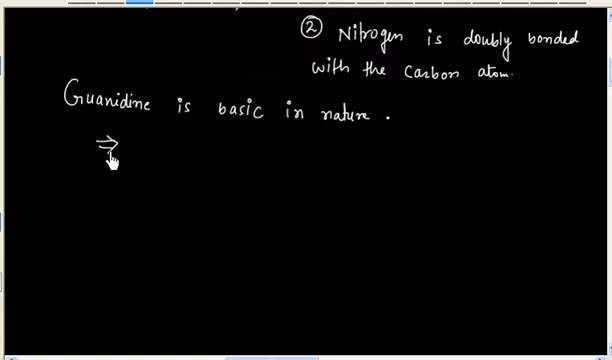 ② Nitrogen is doubly bonded
with the Carbon atom.
Guanidine is basic in nature.
⇒